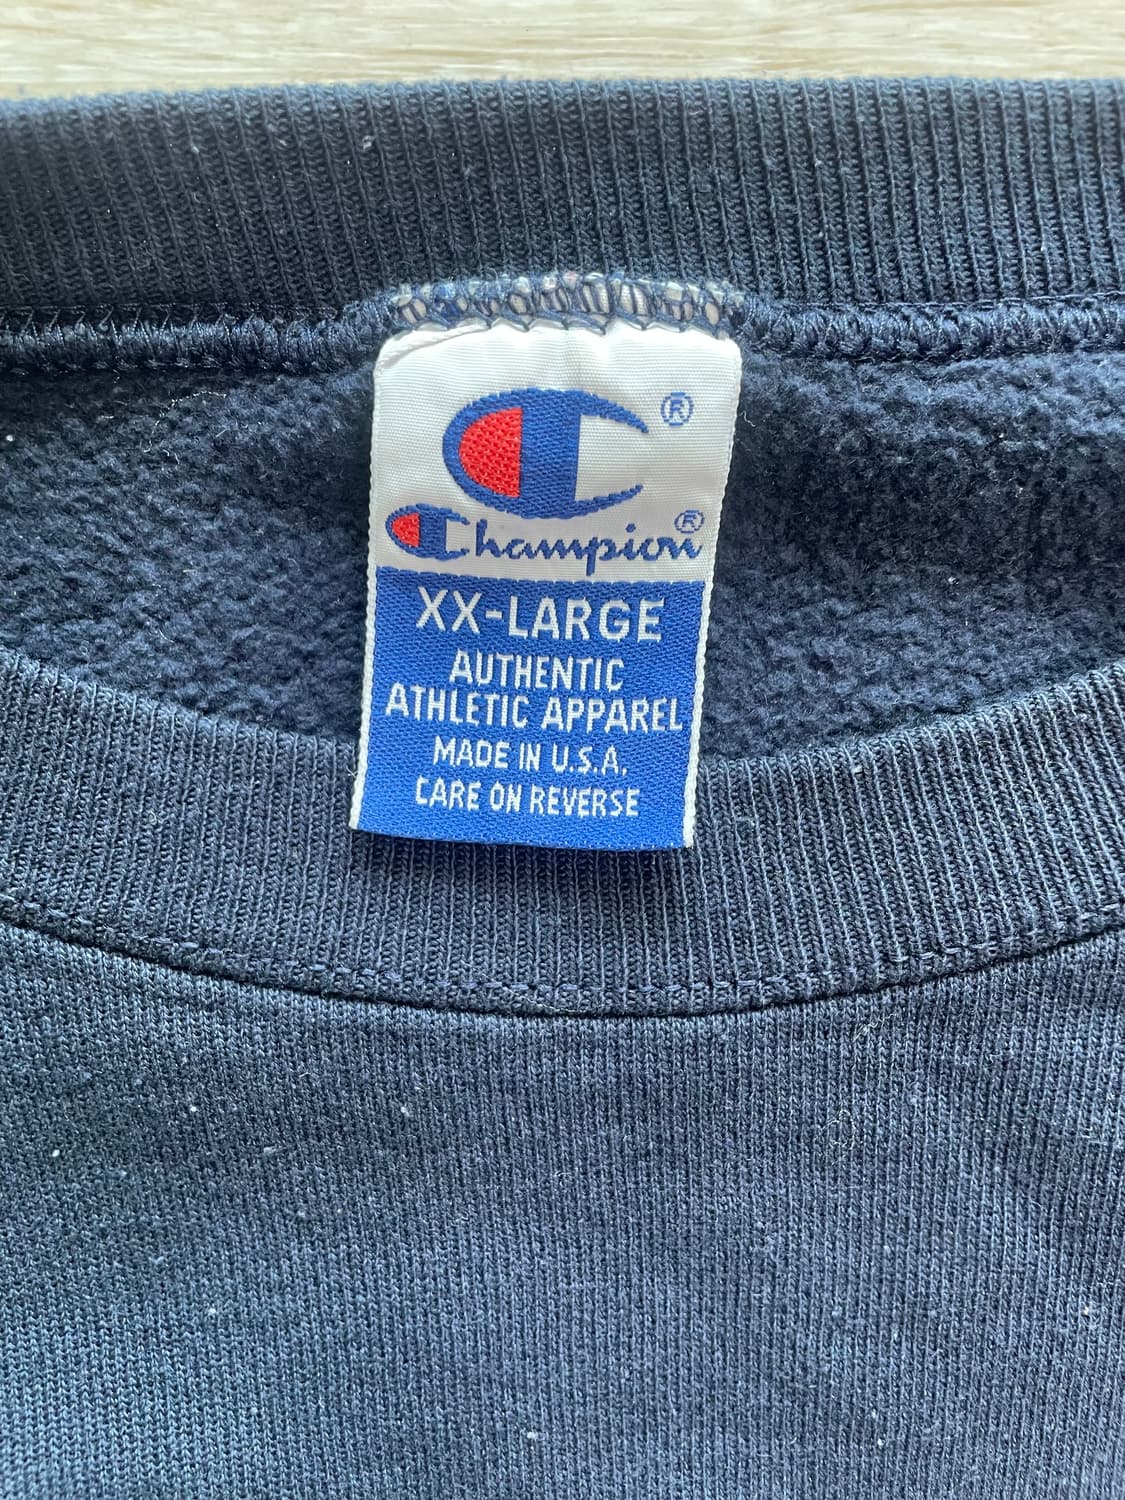 ®
Champion®
XX-LARGE
AUTHENTIC
ATHLETIC APPAREL
MADE IN U.S.A.
CARE ON REVERSE